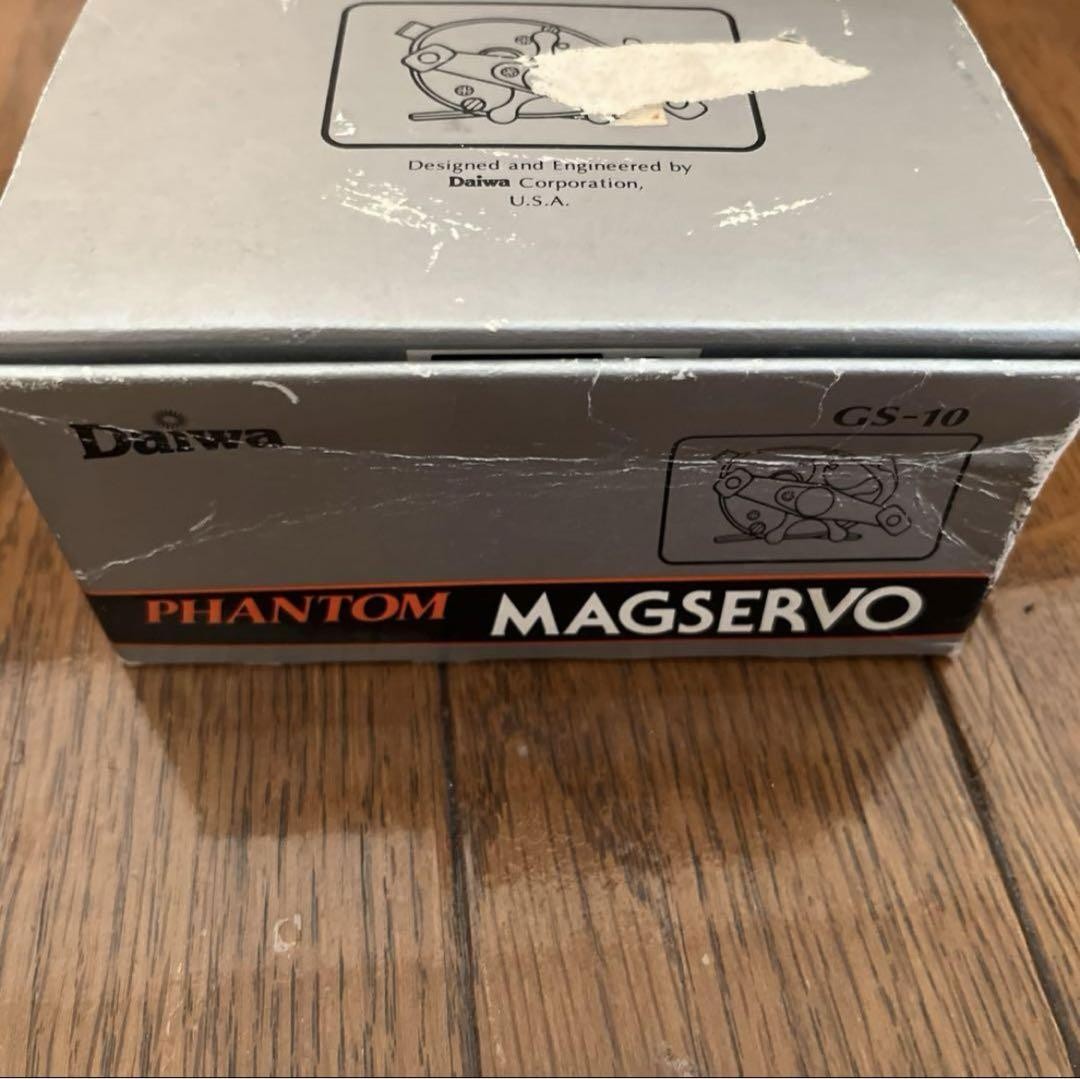 Designed and Engineered by
Daiwa Corporation,
U.S.A.
Daiwa
GS-10
PHANTOM MAGSERVO